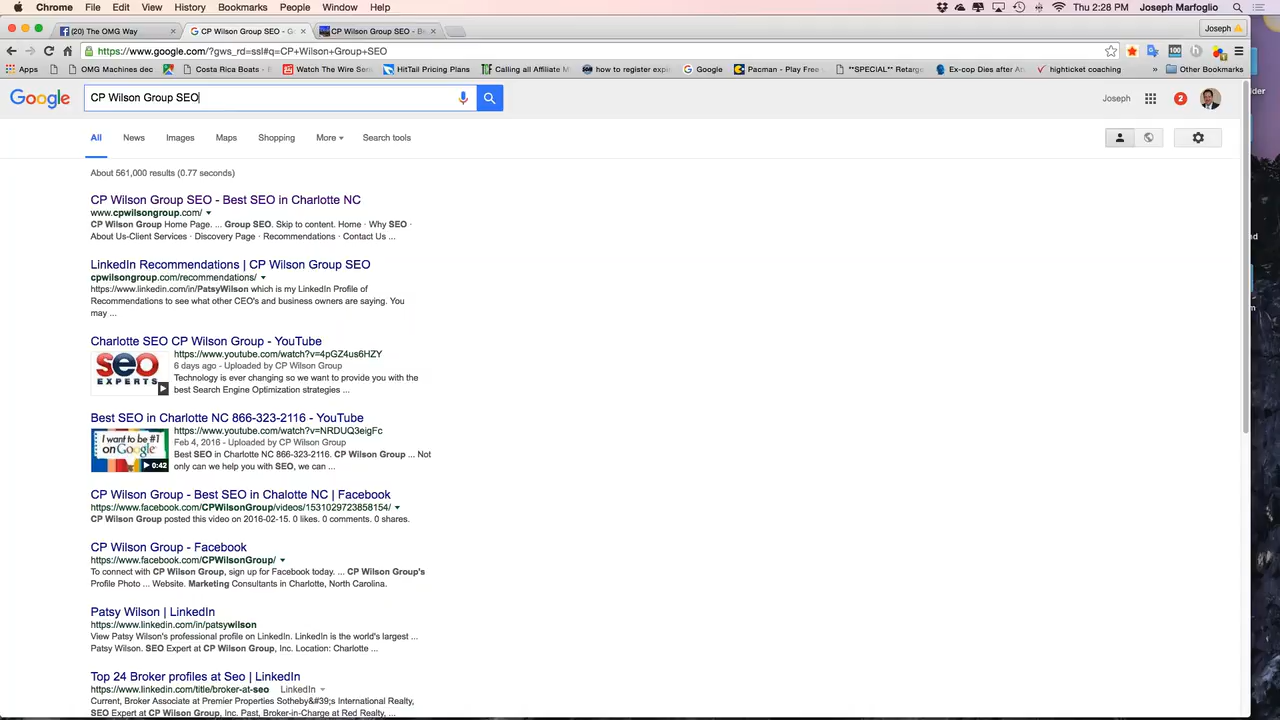 Chrome File Edit View History Bookmarks People Window Help Thu 2:28 PM Joseph Marfoglio
(20) The OMG Way × CP Wilson Group SEO - Go × CP Wilson Group SEO - Be × Joseph
https://www.google.com/?gws_rd=ssl#q=CP+Wilson+Group+SEO
Apps OMG Machines dec Costa Rica Boats - Watch The Wire Serie HitTail Pricing Plans Calling all Affiliate M how to register expir Google Pacman - Play Free **SPECIAL** Retarg Ex-cop Dies after Ad highticket coaching » Other Bookmarks
Google CP Wilson Group SEO Joseph 2
All News Images Maps Shopping More Search tools
About 561,000 results (0.77 seconds)
CP Wilson Group SEO - Best SEO in Charlotte NC
www.cpwilsongroup.com/
CP Wilson Group Home Page. ... Group SEO. Skip to content. Home · Why SEO ·
About Us-Client Services · Discovery Page · Recommendations · Contact Us ...
LinkedIn Recommendations | CP Wilson Group SEO
cpwilsongroup.com/recommendations/
https://www.linkedin.com/in/PatsyWilson which is my LinkedIn Profile of
Recommendations to see what other CEO's and business owners are saying. You
may ...
Charlotte SEO CP Wilson Group - YouTube
SEO EXPERTS
https://www.youtube.com/watch?v=4pGZ4us6HZY
6 days ago - Uploaded by CP Wilson Group
Technology is ever changing so we want to provide you with the
best Search Engine Optimization strategies ...
Best SEO in Charlotte NC 866-323-2116 - YouTube
I want to be #1
on Google
0:42
https://www.youtube.com/watch?v=NRDUQ3eigFc
Feb 4, 2016 - Uploaded by CP Wilson Group
Best SEO in Charlotte NC 866-323-2116. CP Wilson Group ... Not
only can we help you with SEO, we can ...
CP Wilson Group - Best SEO in Chalotte NC | Facebook
https://www.facebook.com/CPWilsonGroup/videos/1531029723858154/
CP Wilson Group posted this video on 2016-02-15. 0 likes. 0 comments. 0 shares.
CP Wilson Group - Facebook
https://www.facebook.com/CPWilsonGroup/
To connect with CP Wilson Group, sign up for Facebook today. ... CP Wilson Group's
Profile Photo ... Website. Marketing Consultants in Charlotte, North Carolina.
Patsy Wilson | LinkedIn
https://www.linkedin.com/in/patsywilson
View Patsy Wilson's professional profile on LinkedIn. LinkedIn is the world's largest ...
Patsy Wilson. SEO Expert at CP Wilson Group, Inc. Location: Charlotte ...
Top 24 Broker profiles at Seo | LinkedIn
https://www.linkedin.com/title/broker-at-seo LinkedIn
Current, Broker Associate at Premier Properties Sotheby&#39;s International Realty,
SEO Expert at CP Wilson Group, Inc. Past, Broker-in-Charge at Red Realty, ...